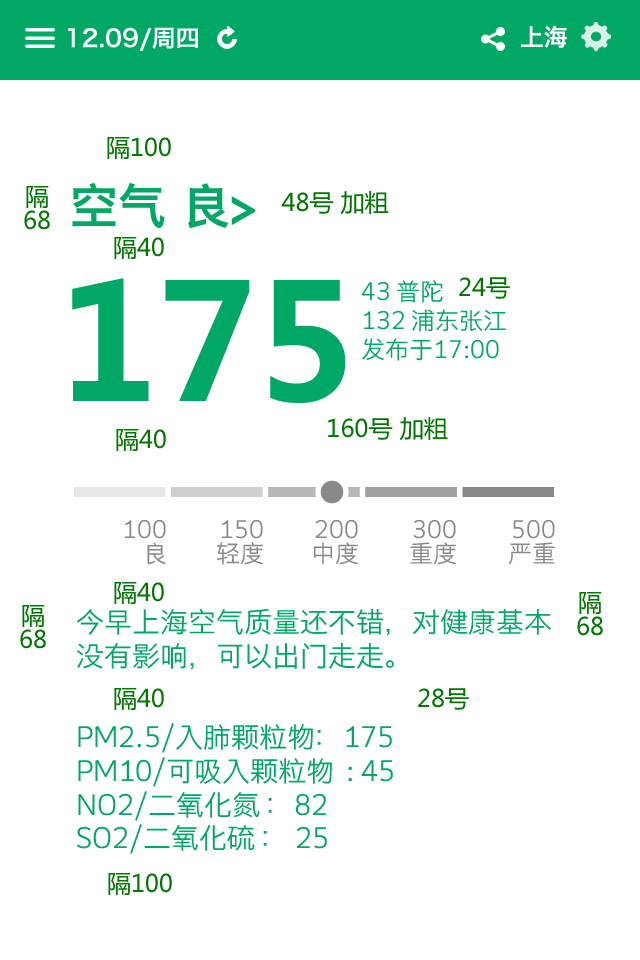 12.09/周四 上海
隔100
隔68
空气 良>
48号 加粗
隔40
175
43 普陀
24号
132 浦东张江
发布于17:00
160号 加粗
隔40
100 150 200 300 500
良 轻度 中度 重度 严重
隔40
隔68
今早上海空气质量还不错，对健康基本
没有影响，可以出门走走。
隔68
隔40
28号
PM2.5/入肺颗粒物： 175
PM10/可吸入颗粒物 : 45
NO2/二氧化氮： 82
SO2/二氧化硫： 25
隔100